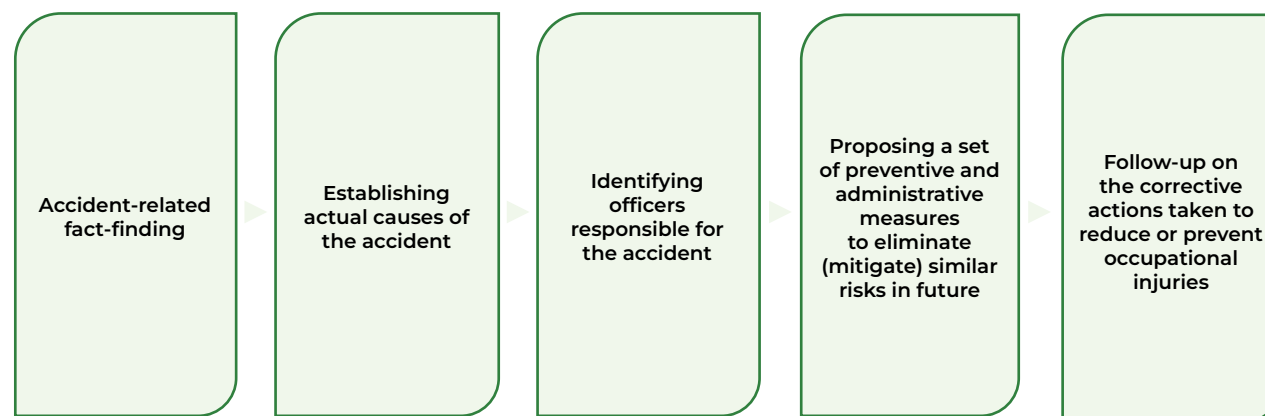 Accident-related
fact-finding
Establishing
actual causes of
the accident
Identifying
officers
responsible for
the accident
Proposing a set
of preventive and
administrative
measures
to eliminate
(mitigate) similar
risks in future
Follow-up on
the corrective
actions taken to
reduce or prevent
occupational
injuries